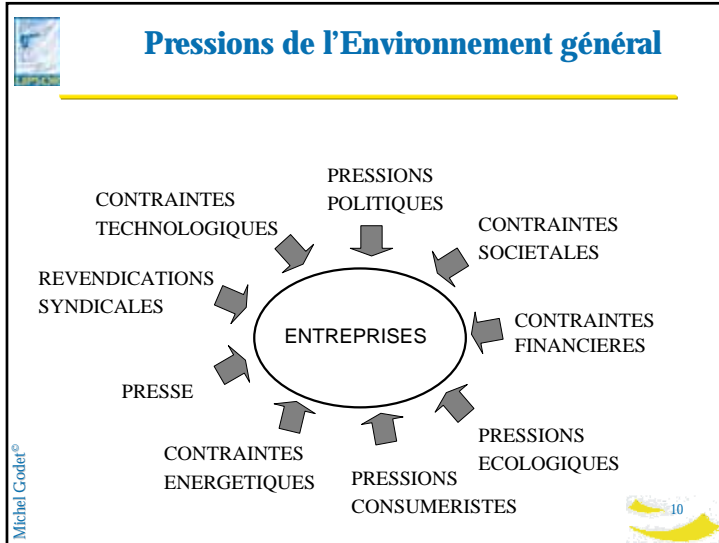 Pressions de l'Environnement général
PRESSIONS
POLITIQUES
CONTRAINTES
TECHNOLOGIQUES
CONTRAINTES
SOCIETALES
REVENDICATIONS
SYNDICALES
ENTREPRISES
CONTRAINTES
FINANCIERES
PRESSE
PRESSIONS
ECOLOGIQUES
CONTRAINTES
ENERGETIQUES
PRESSIONS
CONSUMERISTES
Michel Godet©
10